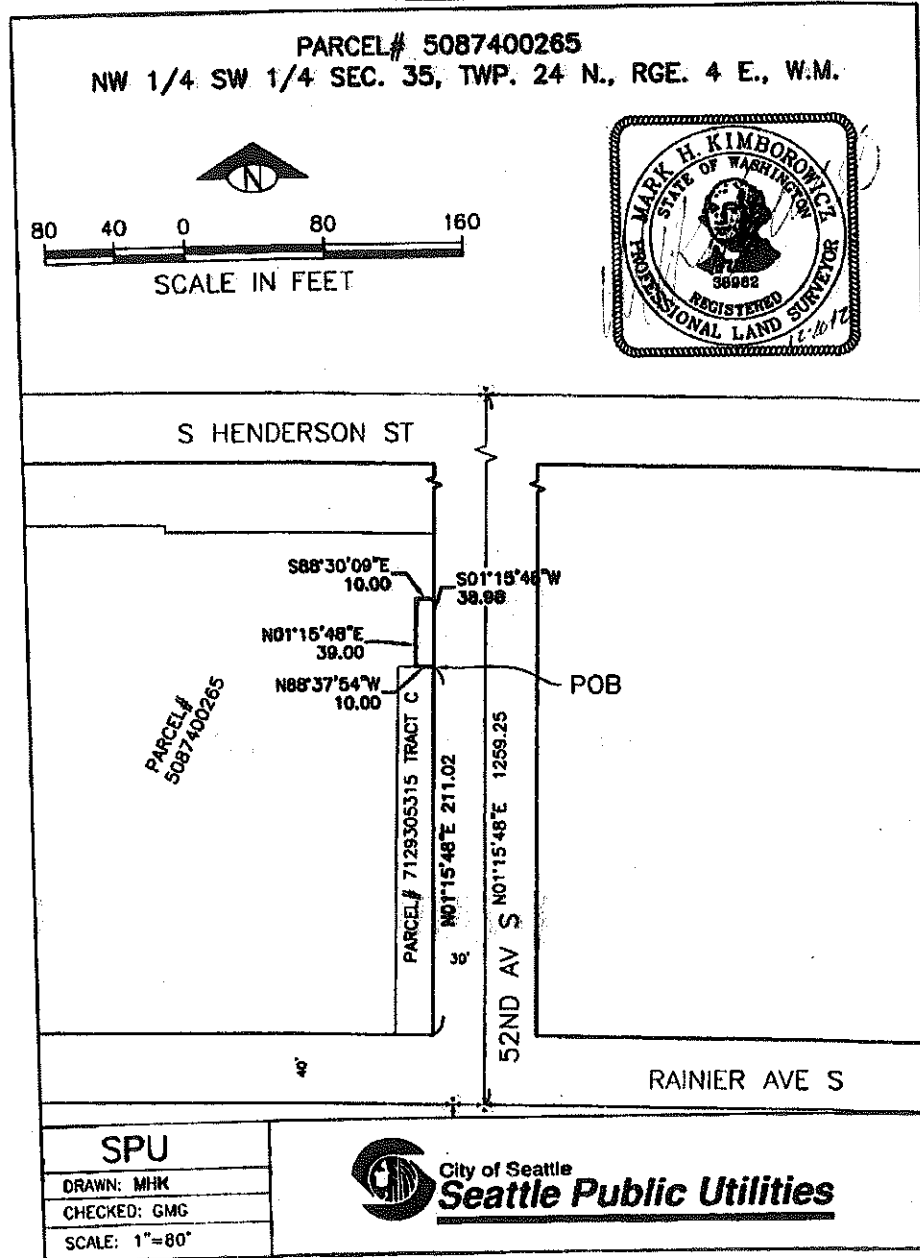 PARCEL# 5087400265
NW 1/4 SW 1/4 SEC. 35, TWP. 24 N., RGE. 4 E., W.M.
N
80 40 0 80 160
SCALE IN FEET
MARK H. KIMBOROWICZ
STATE OF WASHINGTON
38982
REGISTERED
PROFESSIONAL LAND SURVEYOR
S HENDERSON ST
S88°30'09"E
10.00
S01°15'48"W
38.98
N01°15'48"E
39.00
N88°37'54"W
10.00
POB
PARCEL#
5087400265
PARCEL# 7129305315 TRACT C
N01°15'48"E 211.02
N01°15'48"E 1259.25
30'
52ND AV S
40'
RAINIER AVE S
SPU
DRAWN: MHK
CHECKED: GMG
SCALE: 1"=80'
City of Seattle
Seattle Public Utilities